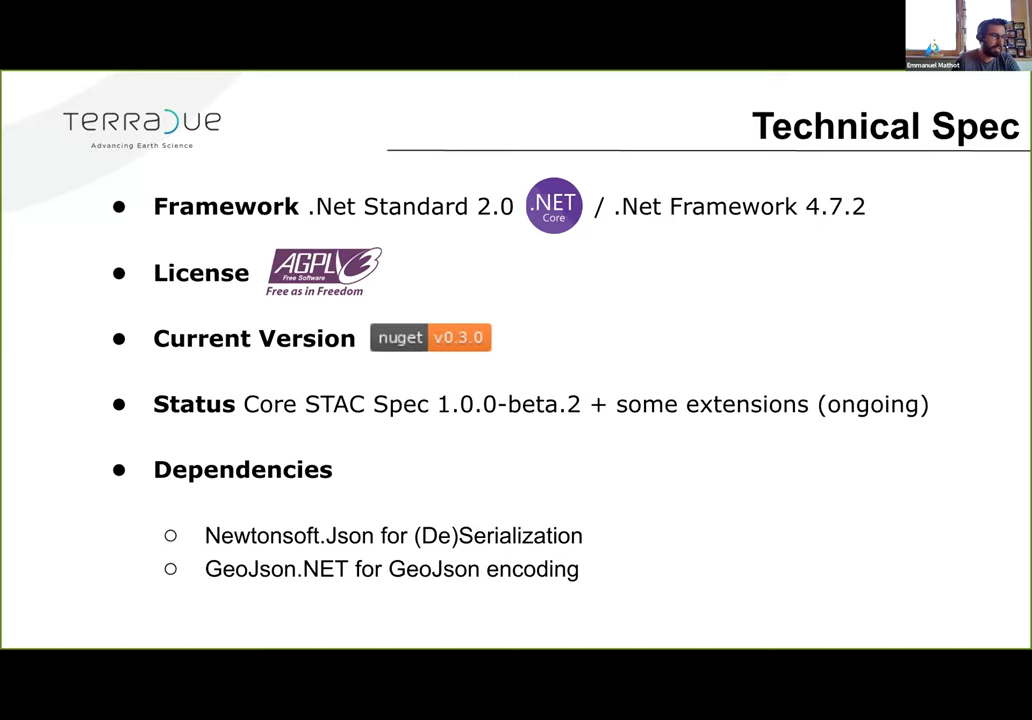 Emmanuel Mathot
TERRADUE
Advancing Earth Science
Technical Spec
Framework .Net Standard 2.0 .NET Core / .Net Framework 4.7.2
License AGPLv3 Free Software Free as in Freedom
Current Version nuget v0.3.0
Status Core STAC Spec 1.0.0-beta.2 + some extensions (ongoing)
Dependencies
Newtonsoft.Json for (De)Serialization
GeoJson.NET for GeoJson encoding